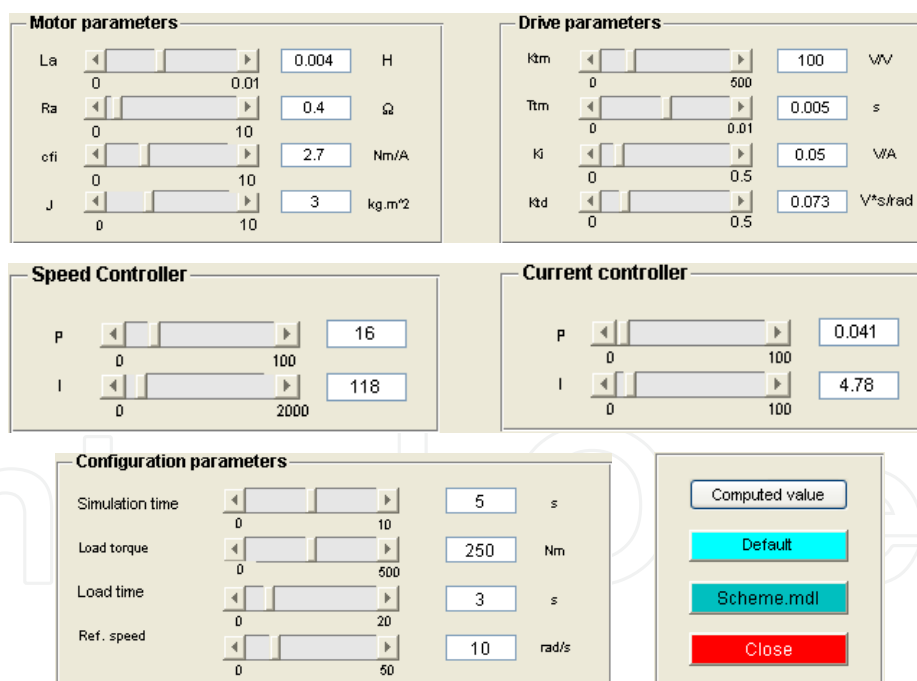 Motor parameters
La 0.004 H
0 0.01
Ra 0.4 Ω
0 10
cfi 2.7 Nm/A
0 10
J 3 kg.m^2
0 10
Drive parameters
Ktm 100 V/V
0 500
Ttm 0.005 s
0 0.01
Ki 0.05 V/A
0 0.5
Ktd 0.073 V*s/rad
0 0.5
Speed Controller
P 16
0 100
I 118
0 2000
Current controller
P 0.041
0 100
I 4.78
0 100
Configuration parameters
Simulation time 5 s
0 10
Load torque 250 Nm
0 500
Load time 3 s
0 20
Ref. speed 10 rad/s
0 50
Computed value
Default
Scheme.mdl
Close